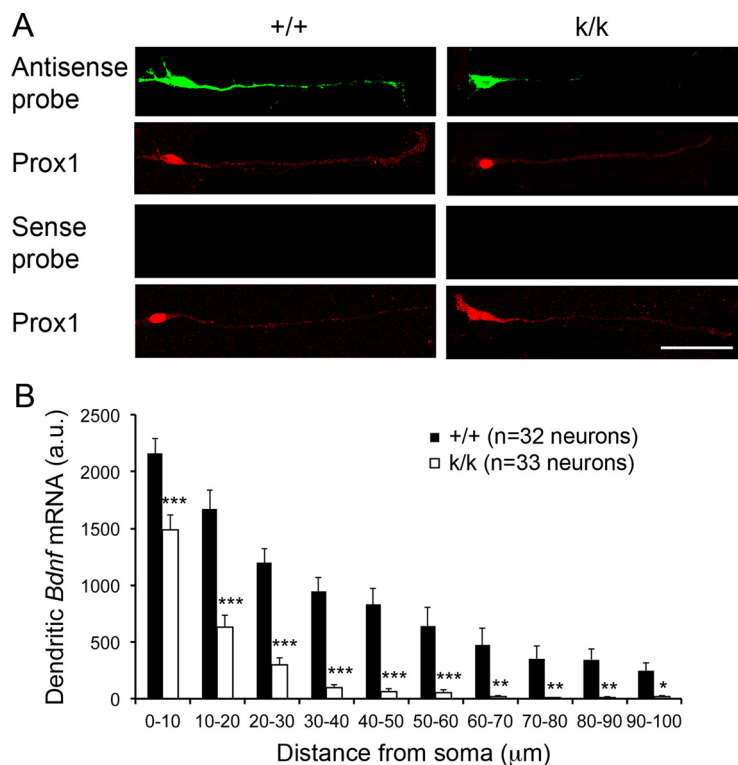 A
+/+ k/k
Antisense
probe
Prox1
Sense
probe
Prox1
B
2500
2000
1500
1000
500
0
Dendritic Bdnf mRNA (a.u.)
+/+ (n=32 neurons)
k/k (n=33 neurons)
*** *** *** *** *** *** ** ** ** *
0-10 10-20 20-30 30-40 40-50 50-60 60-70 70-80 80-90 90-100
Distance from soma (μm)